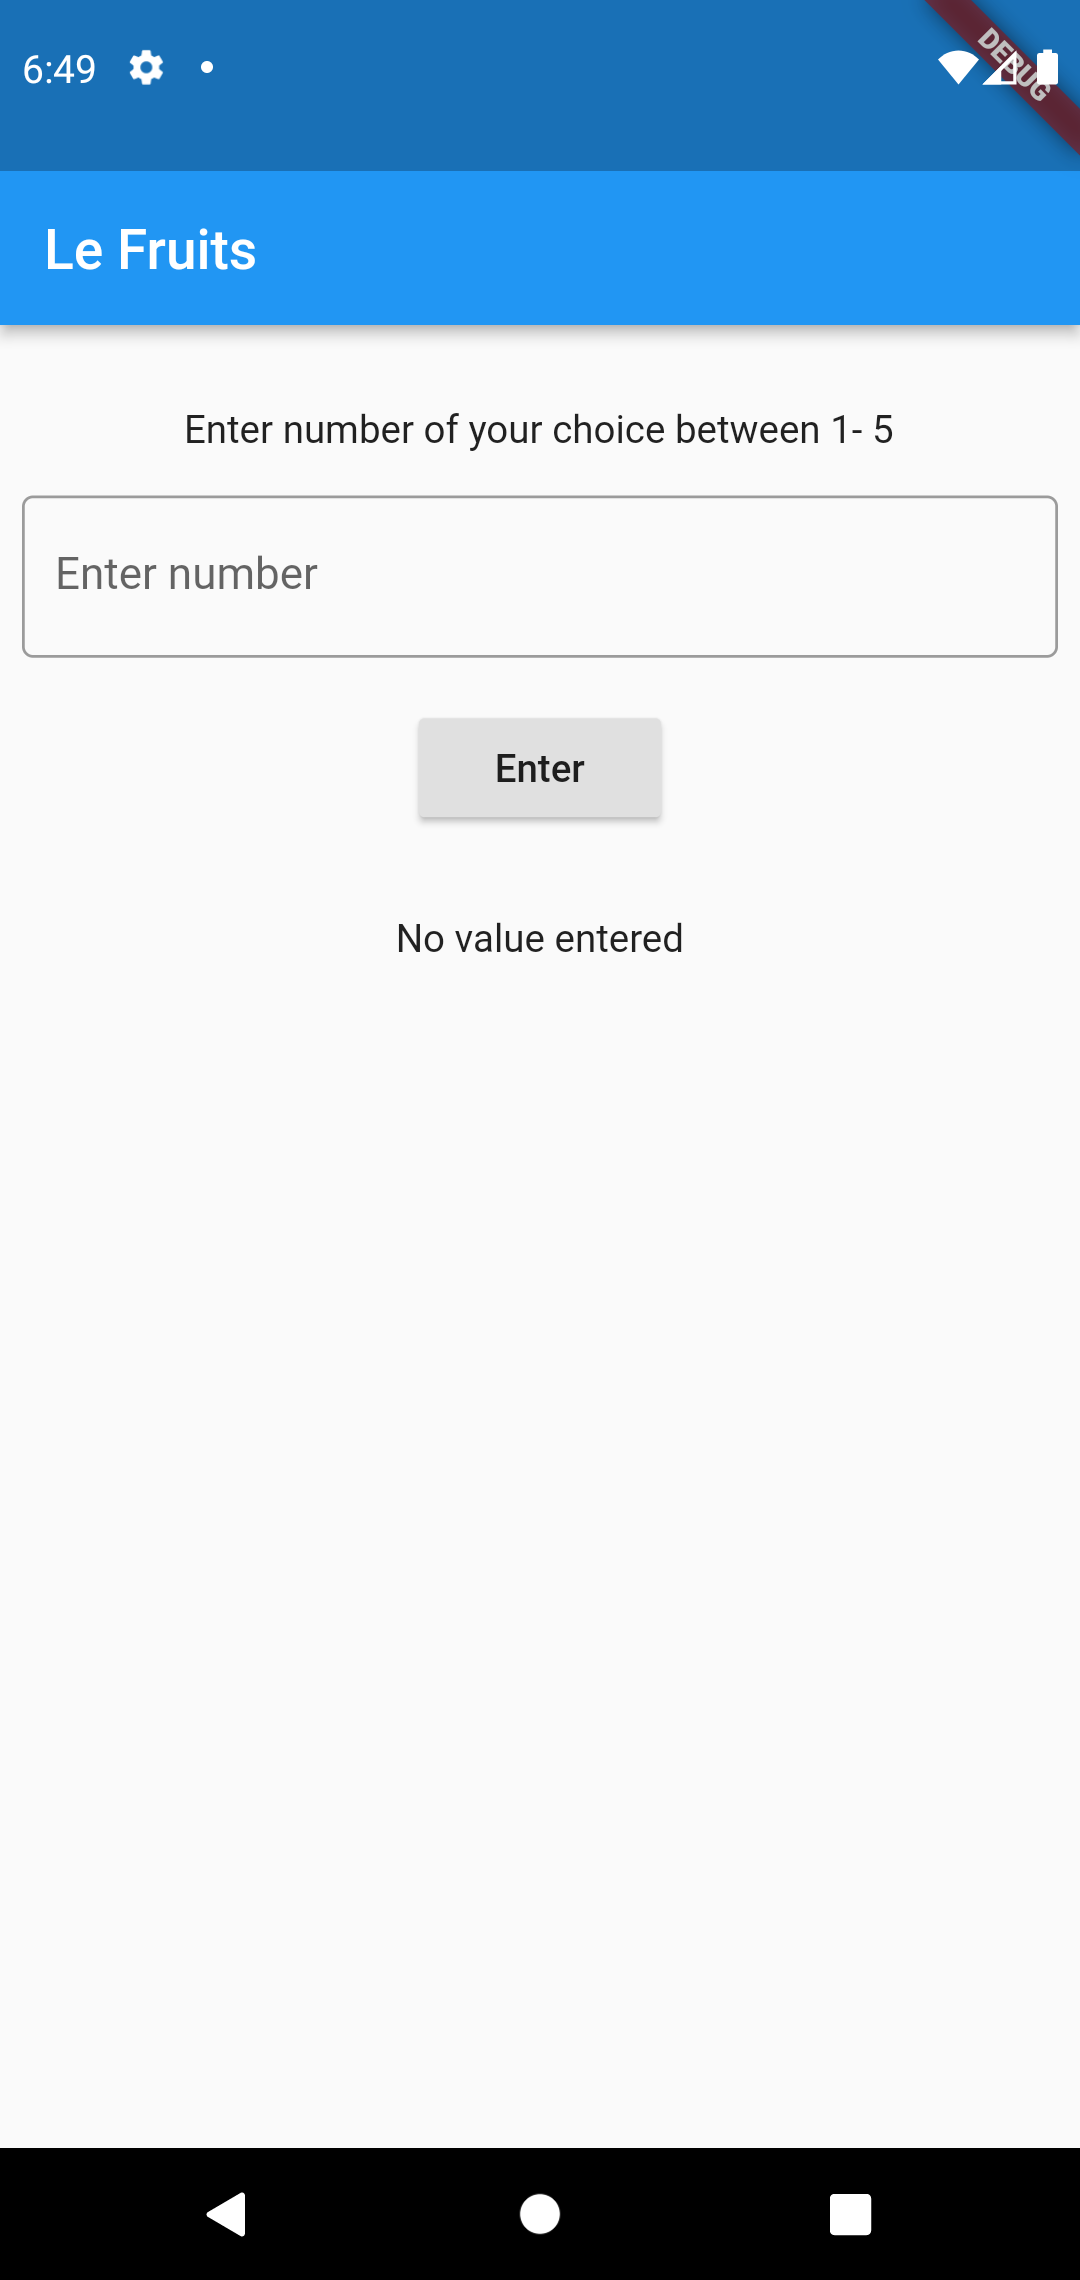 6:49
DEBUG
Le Fruits
Enter number of your choice between 1- 5
Enter number
Enter
No value entered